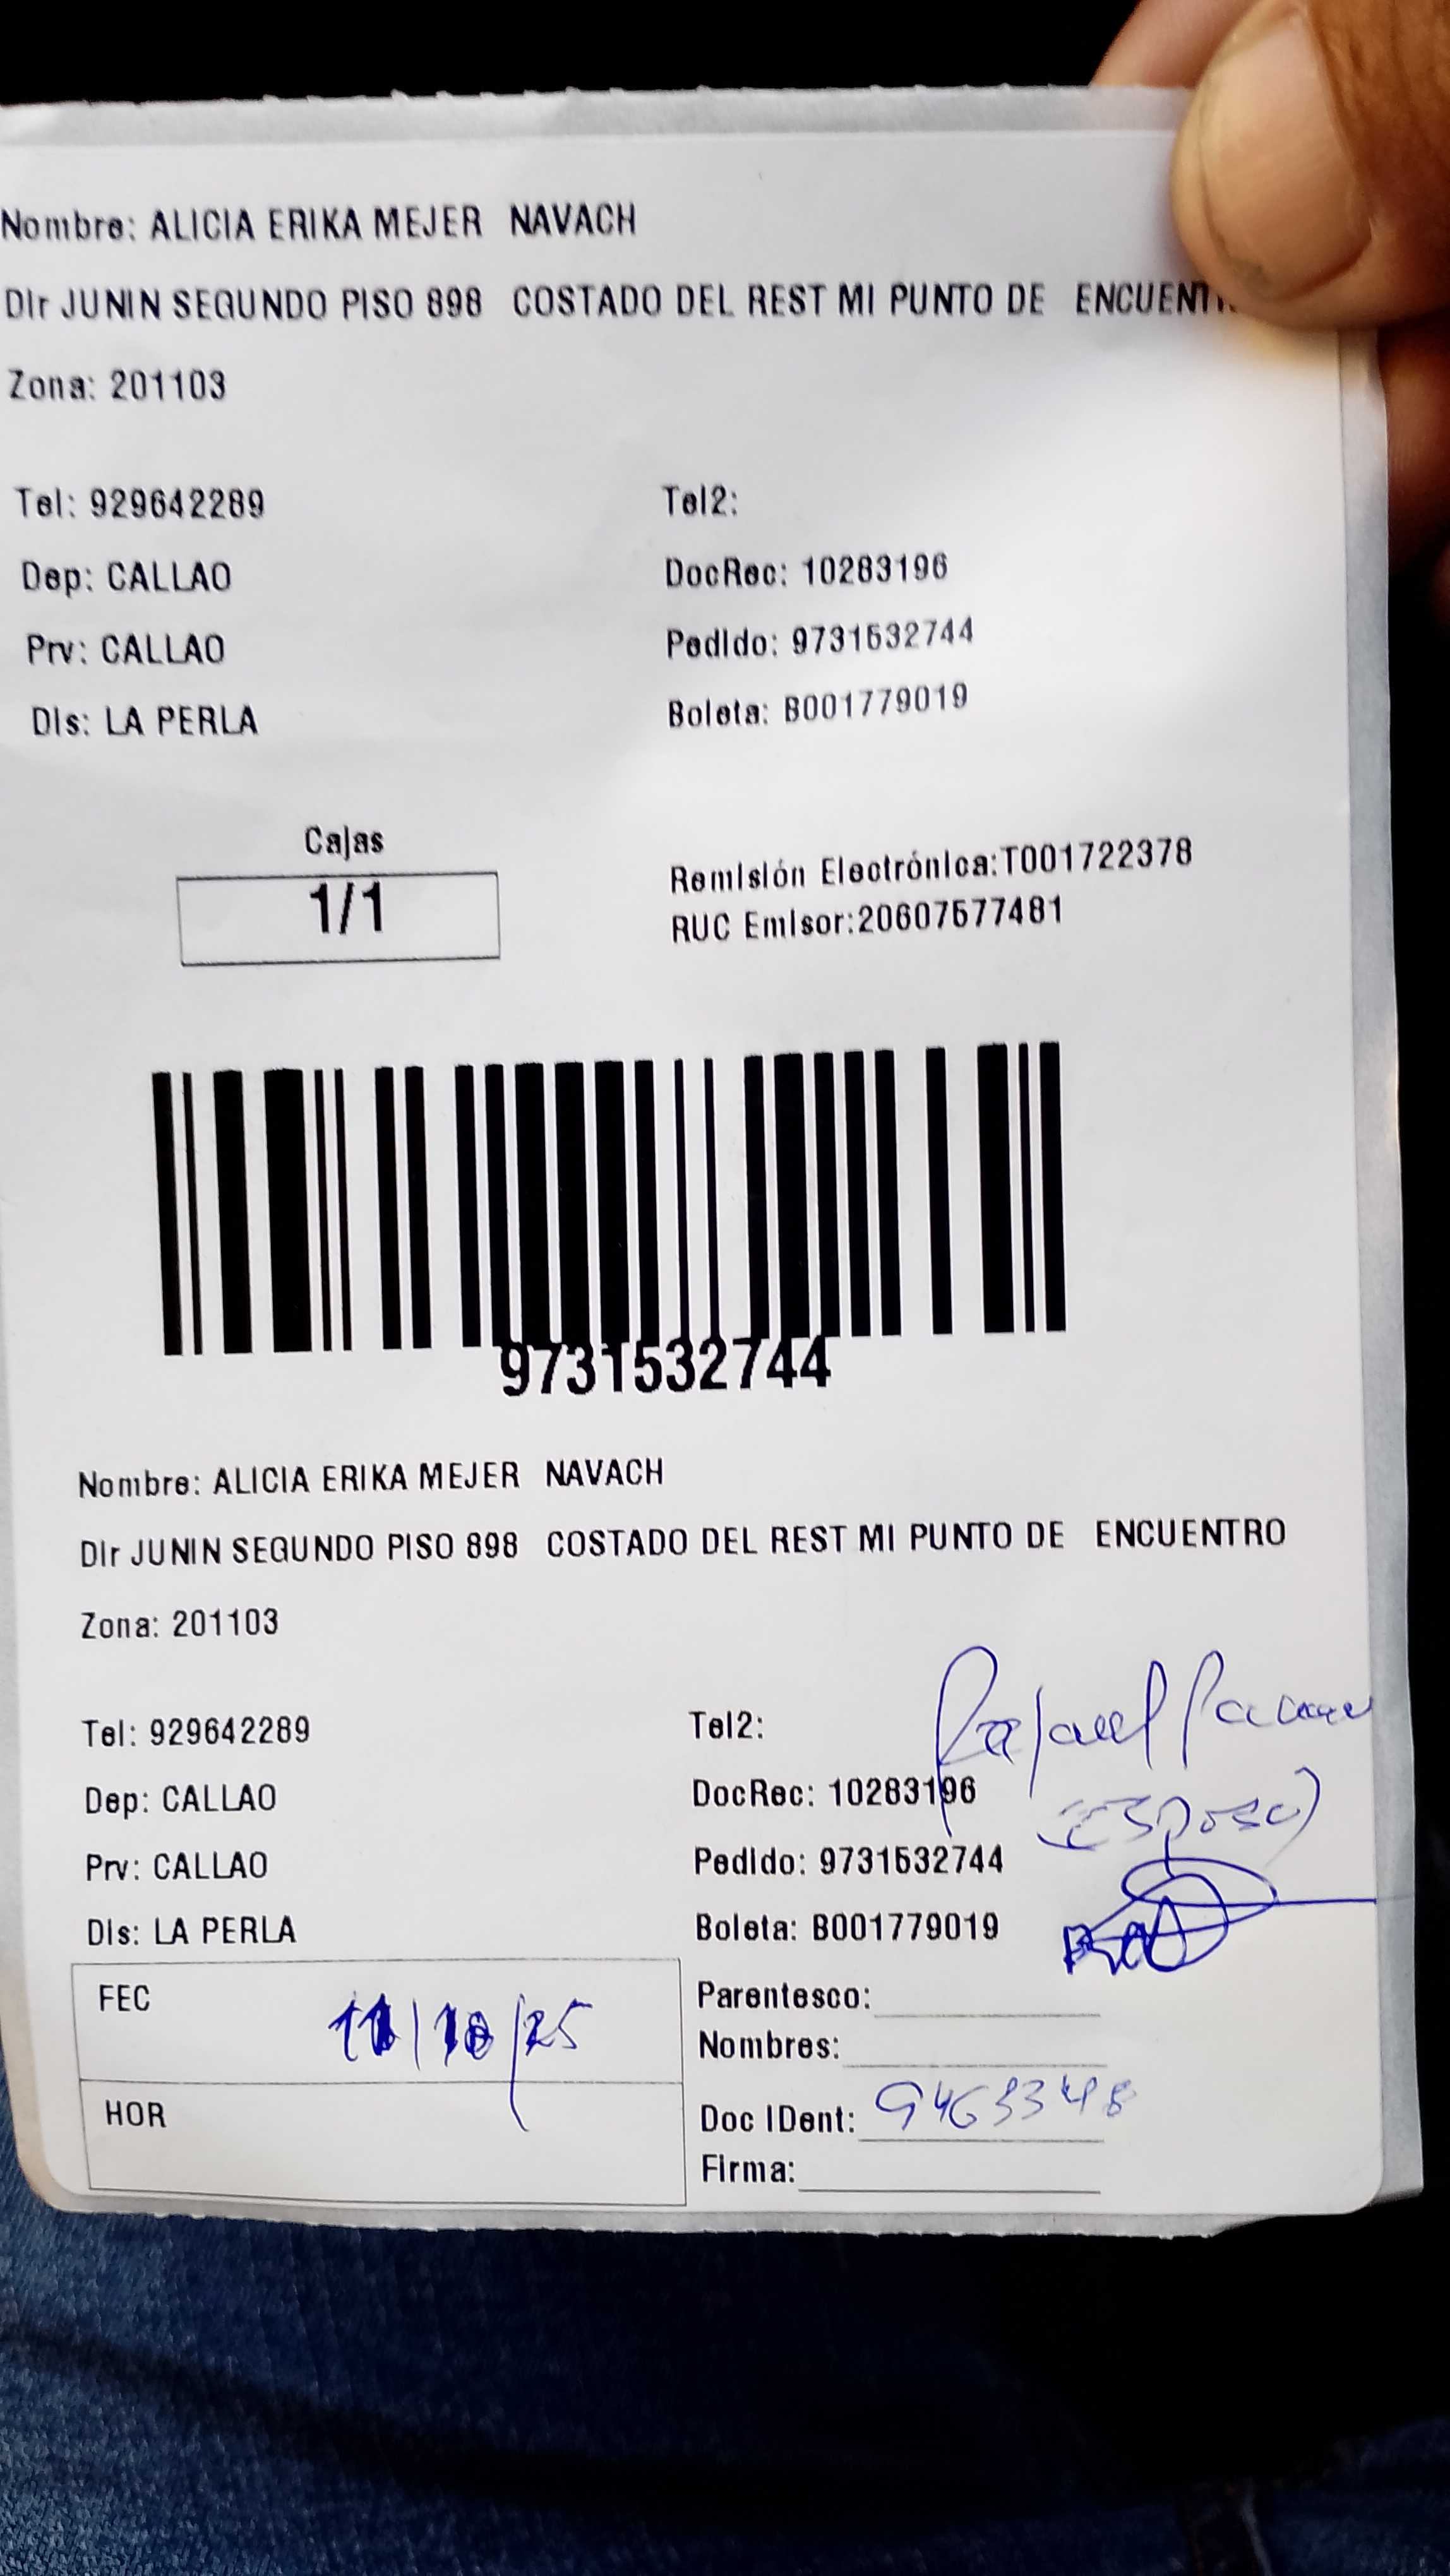 Nombre: ALICIA ERIKA MEJER NAVACH
Dir JUNIN SEGUNDO PISO 898 COSTADO DEL REST MI PUNTO DE
Zona: 201103
Tel: 929642289 Tel2:
Dep: CALLAO DocRec: 10283196
Prv: CALLAO Pedido: 9731532744
Dis: LA PERLA Boleta: B001779019
Cajas
1/1
Remisión Electrónica:T001722378
RUC Emisor:20607577481
9731532744
Nombre: ALICIA ERIKA MEJER NAVACH
Dir JUNIN SEGUNDO PISO 898 COSTADO DEL REST MI PUNTO DE ENCUENTRO
Zona: 201103
Rafael
Tel: 929642289 Tel2:
Dep: CALLAO DocRec: 10283196
(Esposo)
Prv: CALLAO Pedido: 9731532744
Dis: LA PERLA Boleta: B001779019
FEC
Parentesco:
Nombres:
HOR Doc IDent: 9463348
Firma: